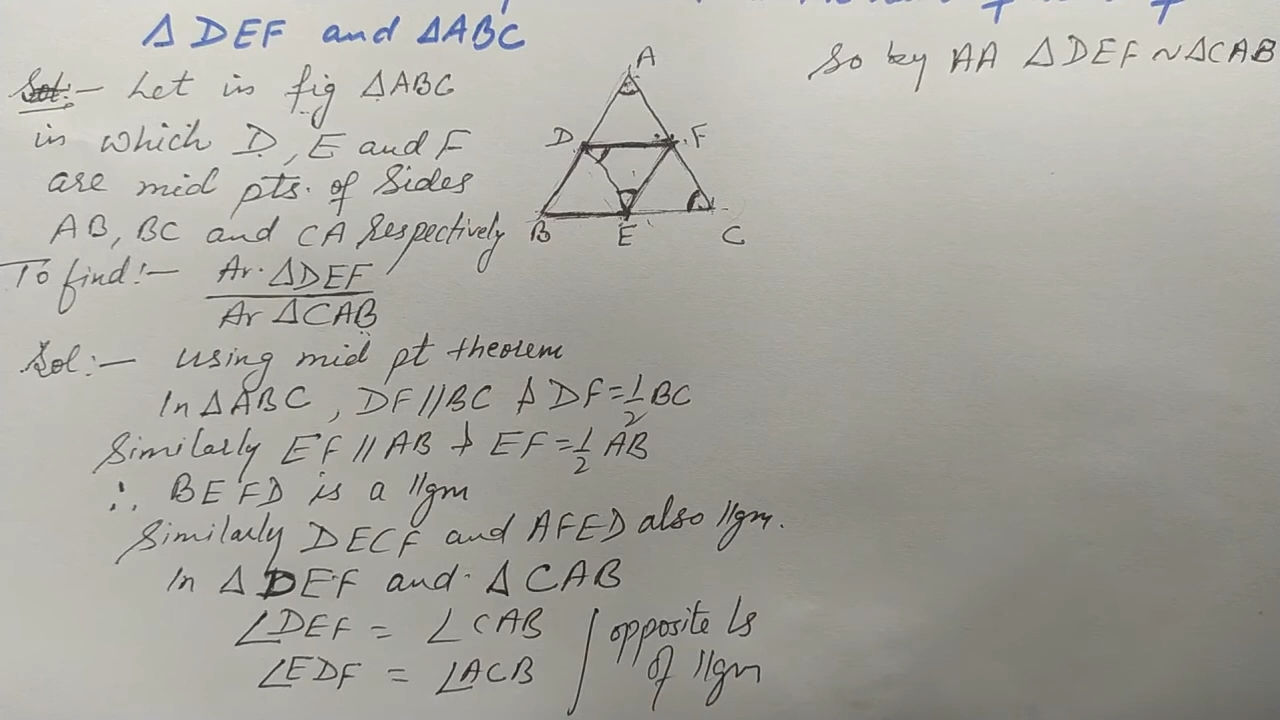 Δ DEF and ΔABC
Sol:- Let in fig ΔABC
in which D, E and F
are mid pts. of sides
AB, BC and CA respectively
To find:- Ar. ΔDEF
Ar ΔCAB
Sol:- using mid pt theorem
In ΔABC, DF//BC & DF=1/2 BC
Similarly EF // AB & EF=1/2 AB
∴ BEFD is a //gm
Similarly DECF and AFED also //gm.
In Δ DEF and Δ CAB
∠DEF = ∠CAB
∠EDF = ∠ACB
opposite ∠s
of //gm
A
D
F
B
E
C
So by AA ΔDEF ~ ΔCAB